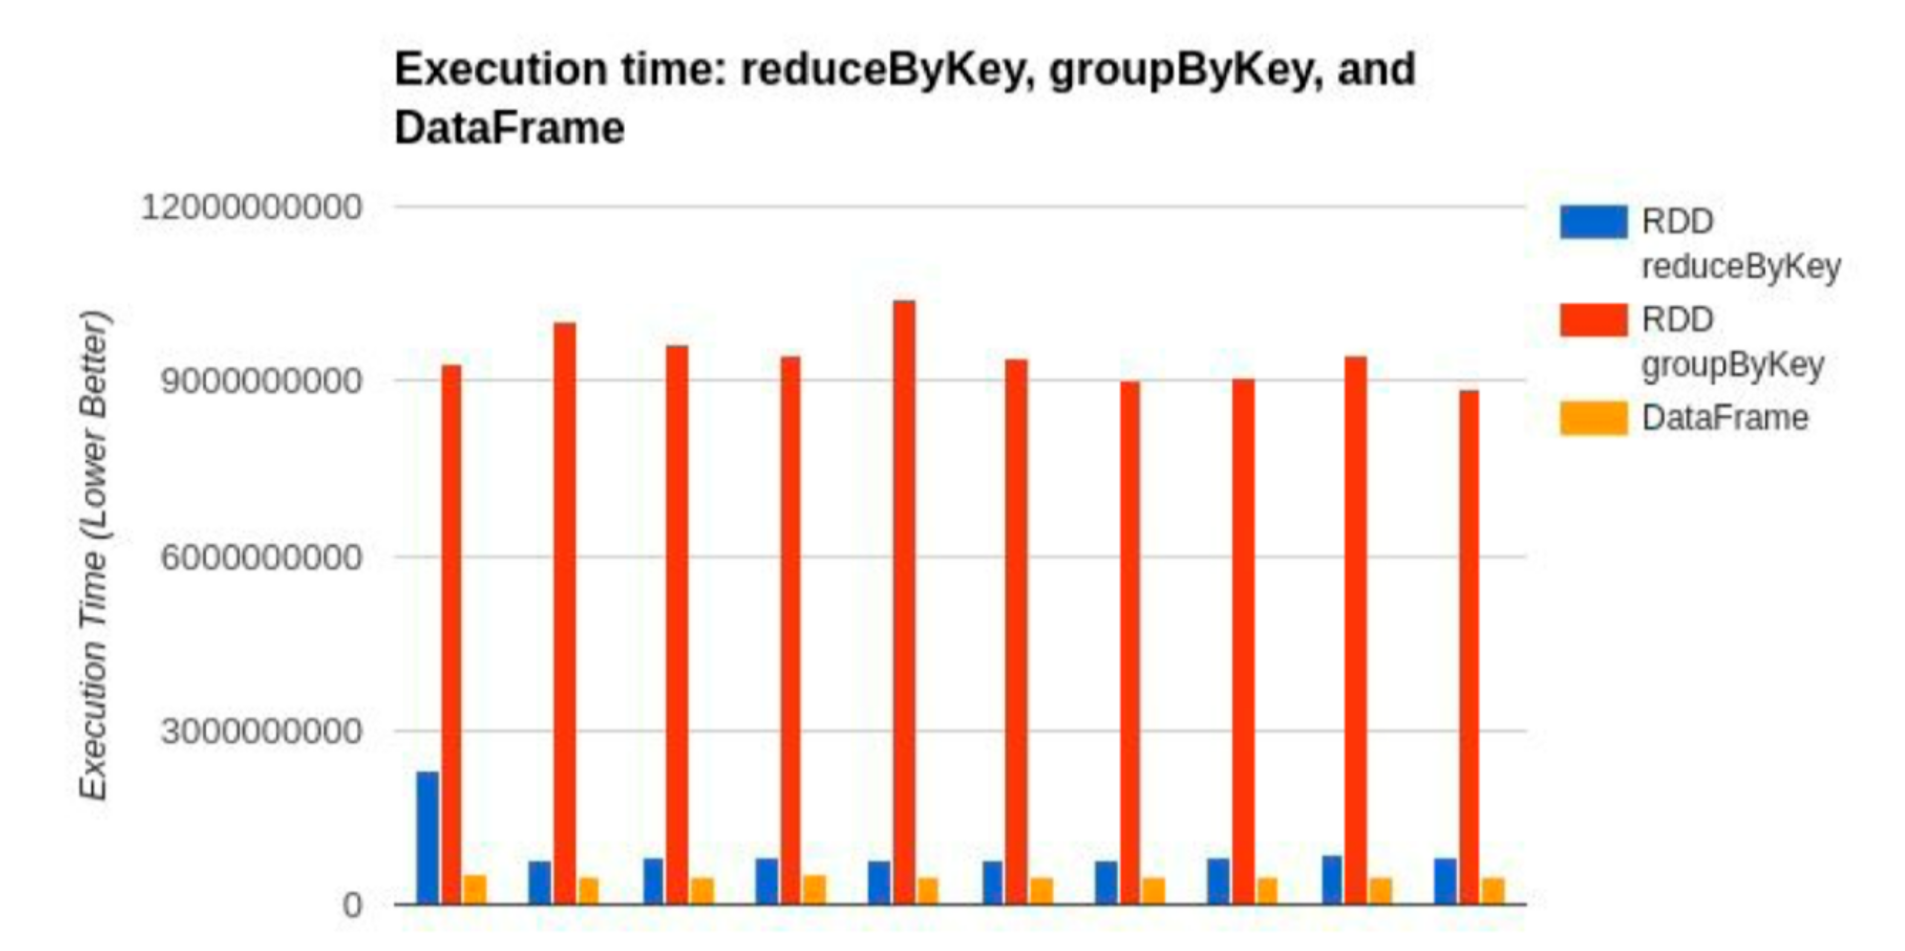 Execution time: reduceByKey, groupByKey, and
DataFrame
12000000000
9000000000
6000000000
3000000000
0
Execution Time (Lower Better)
RDD
reduceByKey
RDD
groupByKey
DataFrame